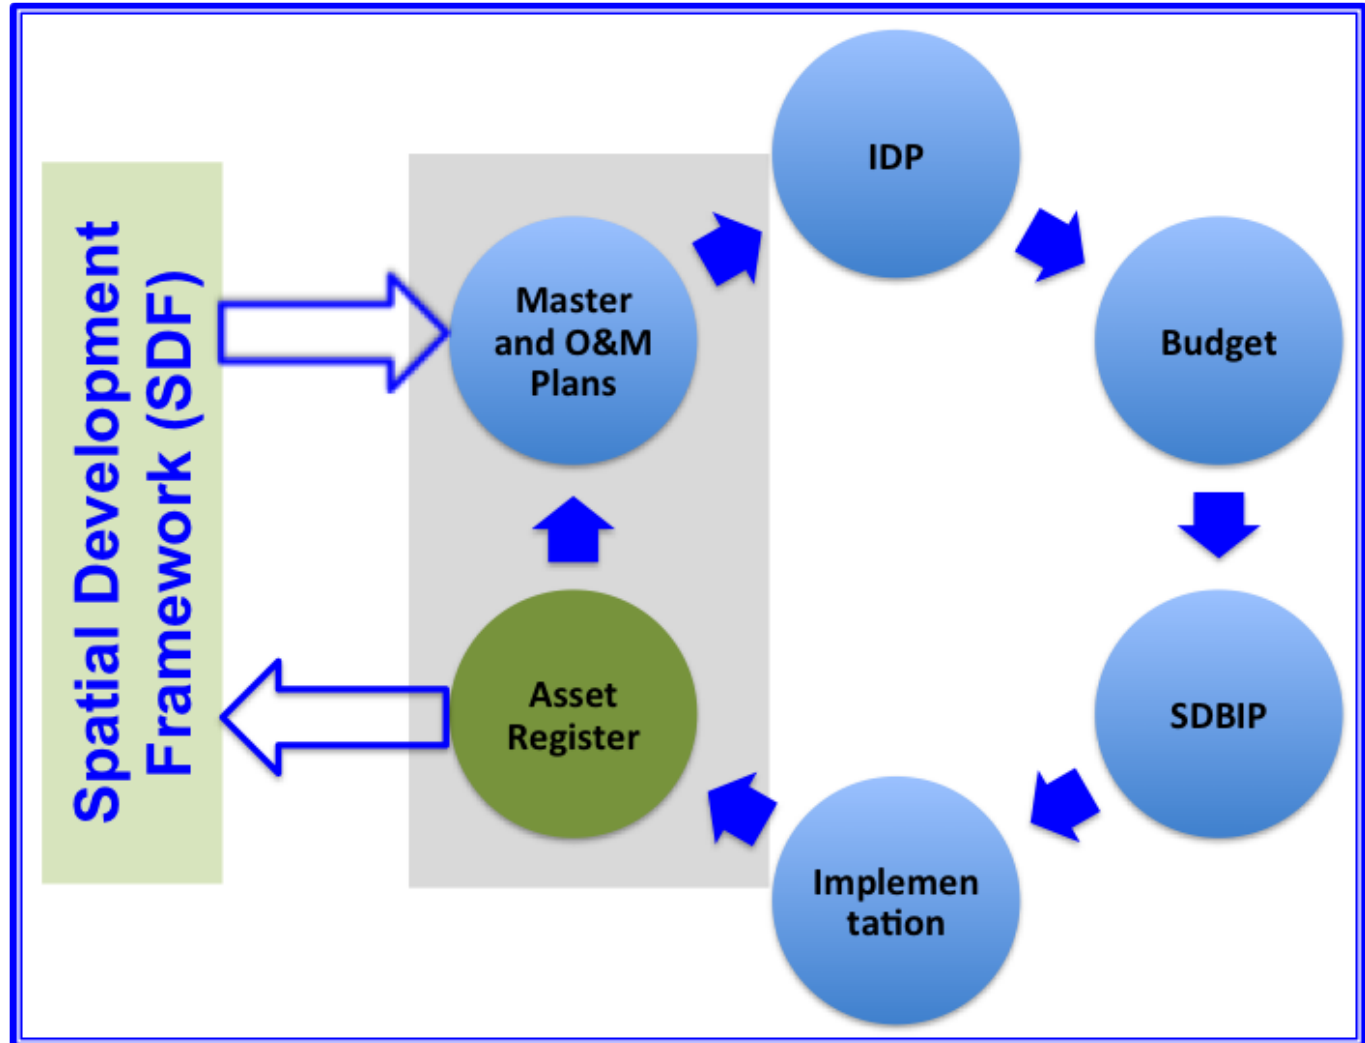 Spatial Development
Framework (SDF)
Master
and O&M
Plans
IDP
Budget
SDBIP
Implemen
tation
Asset
Register